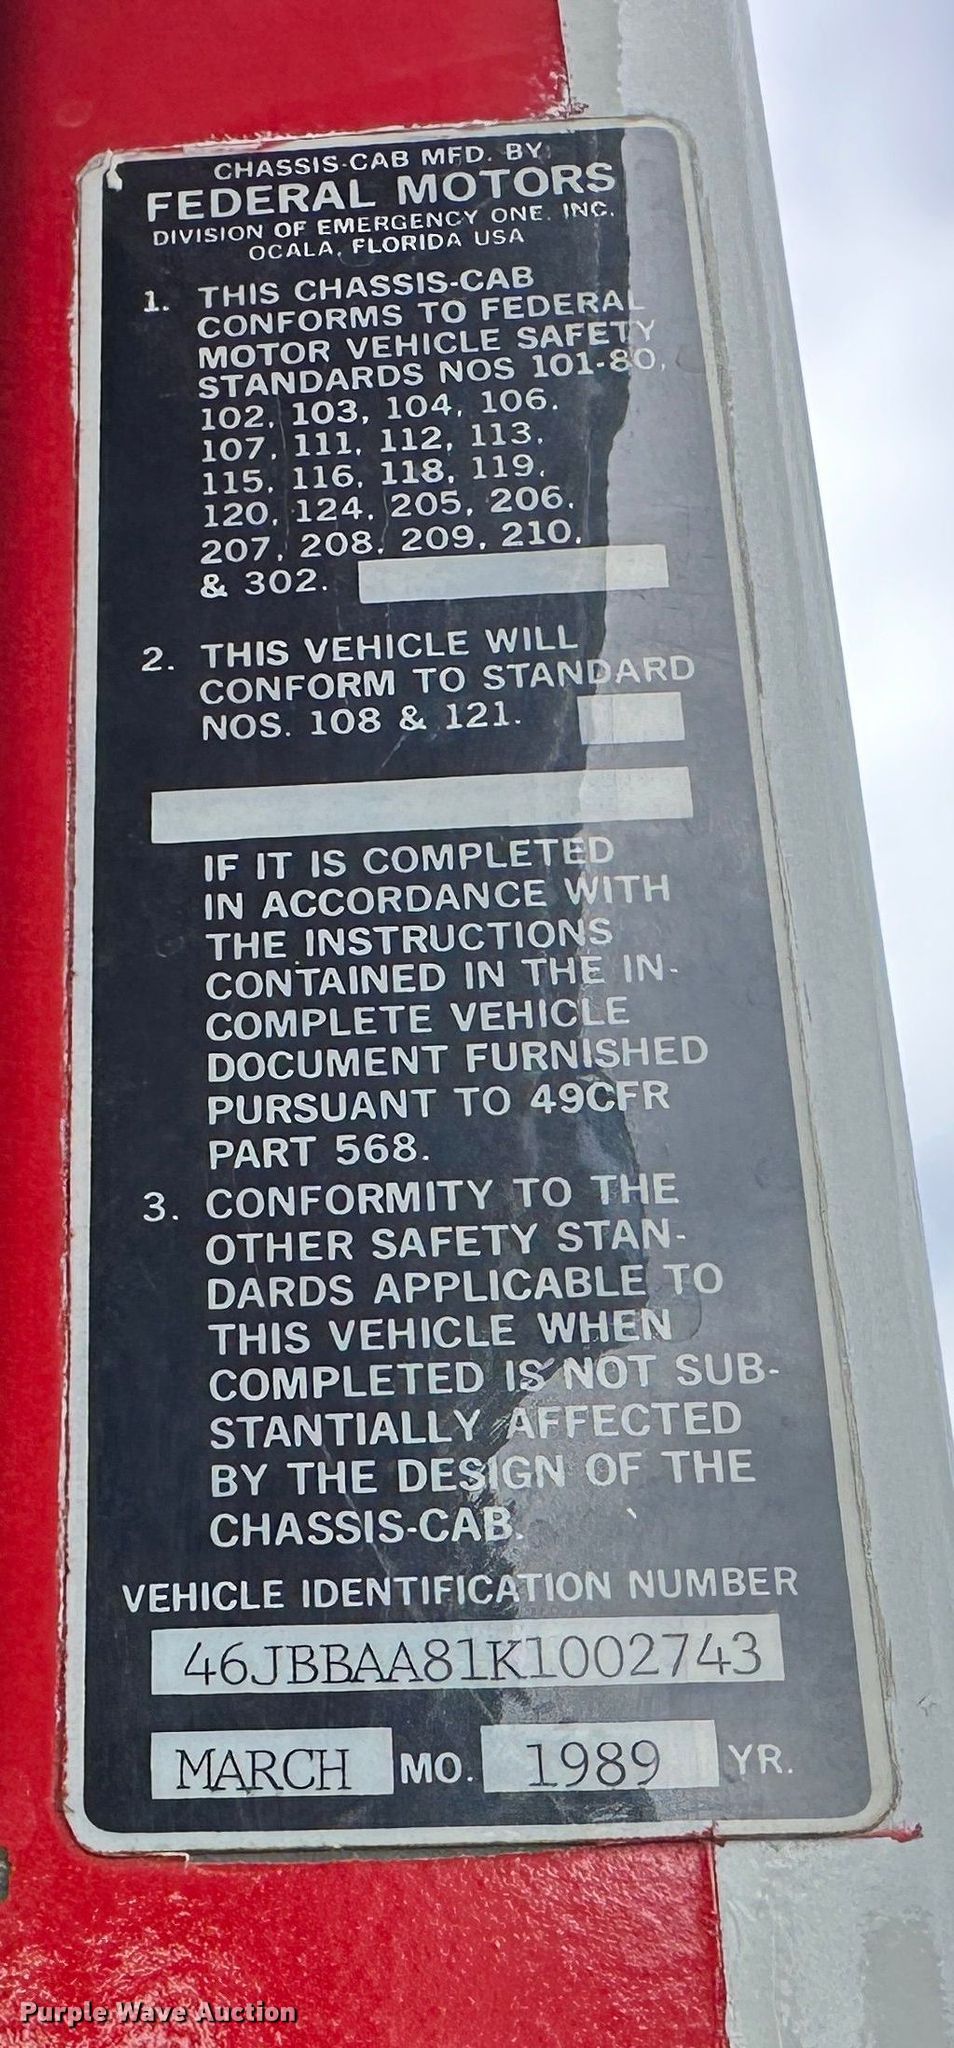 CHASSIS-CAB MFD. BY:
FEDERAL MOTORS
DIVISION OF EMERGENCY ONE. INC.
OCALA, FLORIDA USA
1. THIS CHASSIS-CAB
CONFORMS TO FEDERAL
MOTOR VEHICLE SAFETY
STANDARDS NOS 101-80,
102, 103, 104, 106,
107, 111, 112, 113,
115, 116, 118, 119,
120, 124, 205, 206,
207, 208, 209, 210,
& 302.
2. THIS VEHICLE WILL
CONFORM TO STANDARD
NOS. 108 & 121.
IF IT IS COMPLETED
IN ACCORDANCE WITH
THE INSTRUCTIONS
CONTAINED IN THE IN-
COMPLETE VEHICLE
DOCUMENT FURNISHED
PURSUANT TO 49CFR
PART 568.
3. CONFORMITY TO THE
OTHER SAFETY STAN-
DARDS APPLICABLE TO
THIS VEHICLE WHEN
COMPLETED IS NOT SUB-
STANTIALLY AFFECTED
BY THE DESIGN OF THE
CHASSIS-CAB.
VEHICLE IDENTIFICATION NUMBER
46JBBAA81K1002743
MARCH MO. 1989 YR.
Purple Wave Auction